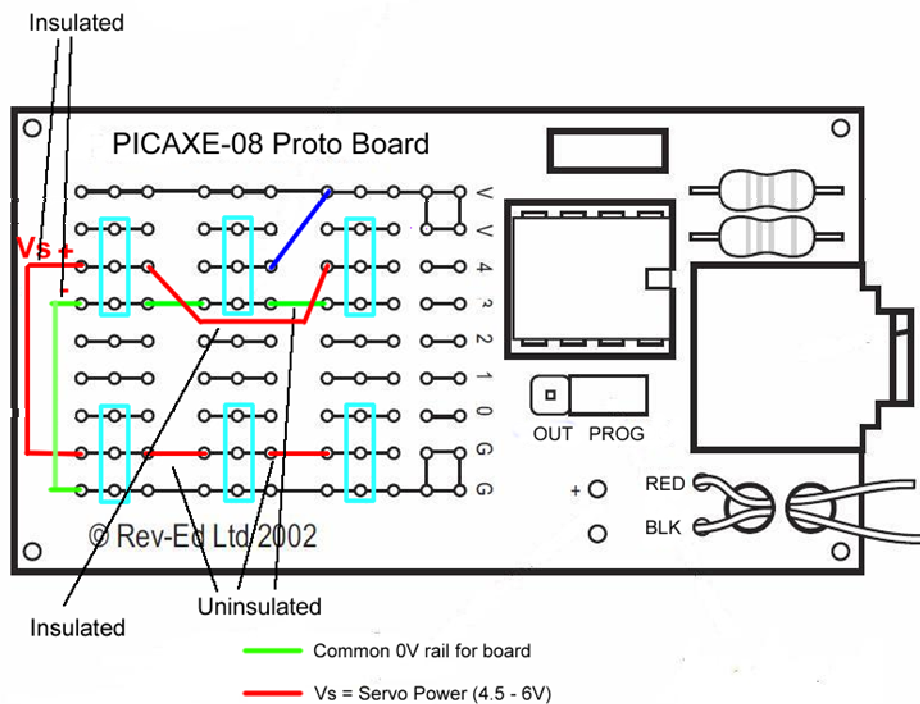 Insulated
PICAXE-08 Proto Board
V
V
Vs +
4
-
3
2
1
0
OUT PROG
G
G
RED
+
BLK
© Rev-Ed Ltd 2002
Uninsulated
Insulated
Common 0V rail for board
Vs = Servo Power (4.5 - 6V)